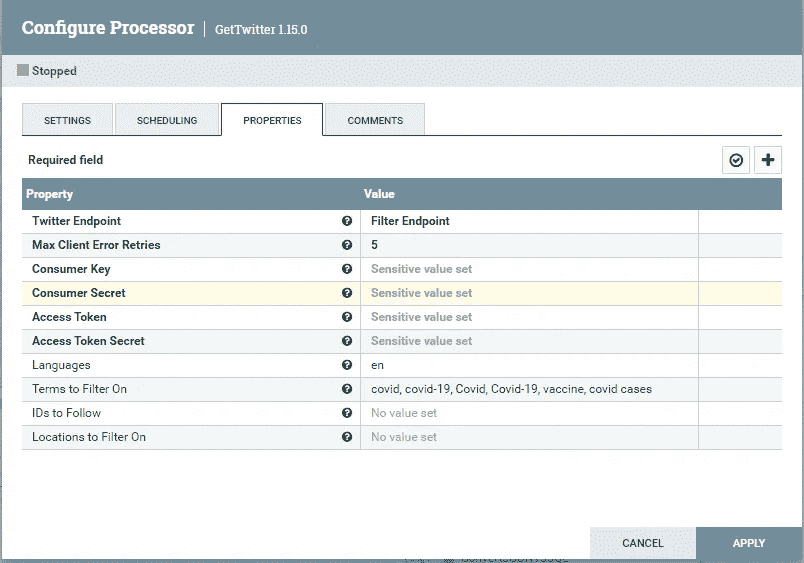 Configure Processor | GetTwitter 1.15.0
Stopped
SETTINGS SCHEDULING PROPERTIES COMMENTS
Required field
Property Value
Twitter Endpoint Filter Endpoint
Max Client Error Retries 5
Consumer Key Sensitive value set
Consumer Secret Sensitive value set
Access Token Sensitive value set
Access Token Secret Sensitive value set
Languages en
Terms to Filter On covid, covid-19, Covid, Covid-19, vaccine, covid cases
IDs to Follow No value set
Locations to Filter On No value set
CANCEL APPLY